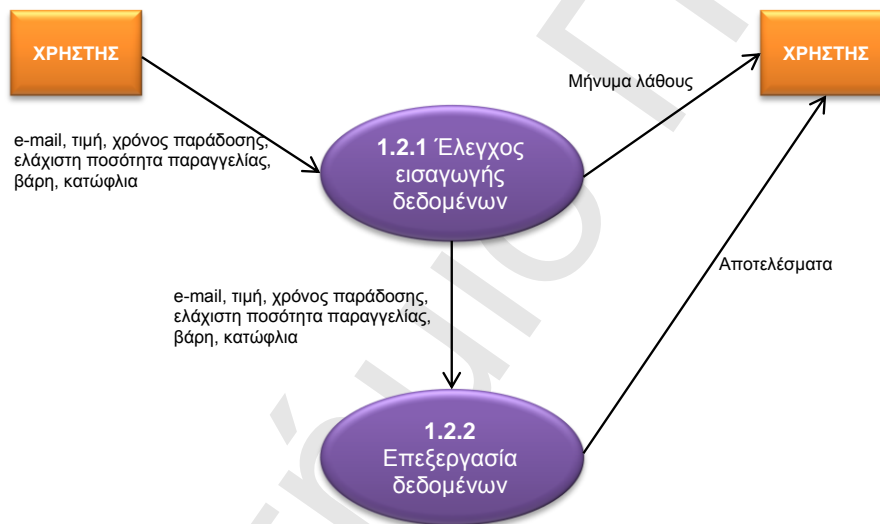 ΧΡΗΣΤΗΣ
ΧΡΗΣΤΗΣ
Μήνυμα λάθους
e-mail, τιμή, χρόνος παράδοσης,
ελάχιστη ποσότητα παραγγελίας,
βάρη, κατώφλια
1.2.1 Έλεγχος
εισαγωγής
δεδομένων
Αποτελέσματα
e-mail, τιμή, χρόνος παράδοσης,
ελάχιστη ποσότητα παραγγελίας,
βάρη, κατώφλια
1.2.2
Επεξεργασία
δεδομένων